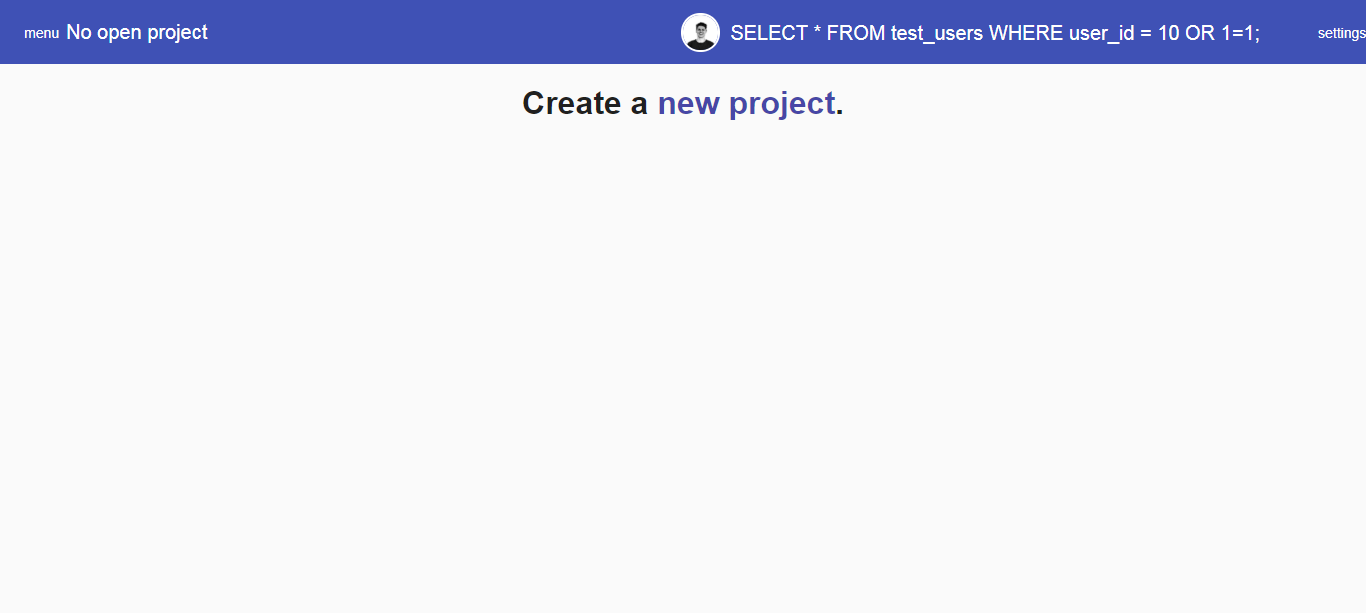 menu No open project SELECT * FROM test_users WHERE user_id = 10 OR 1=1; settings
Create a new project.